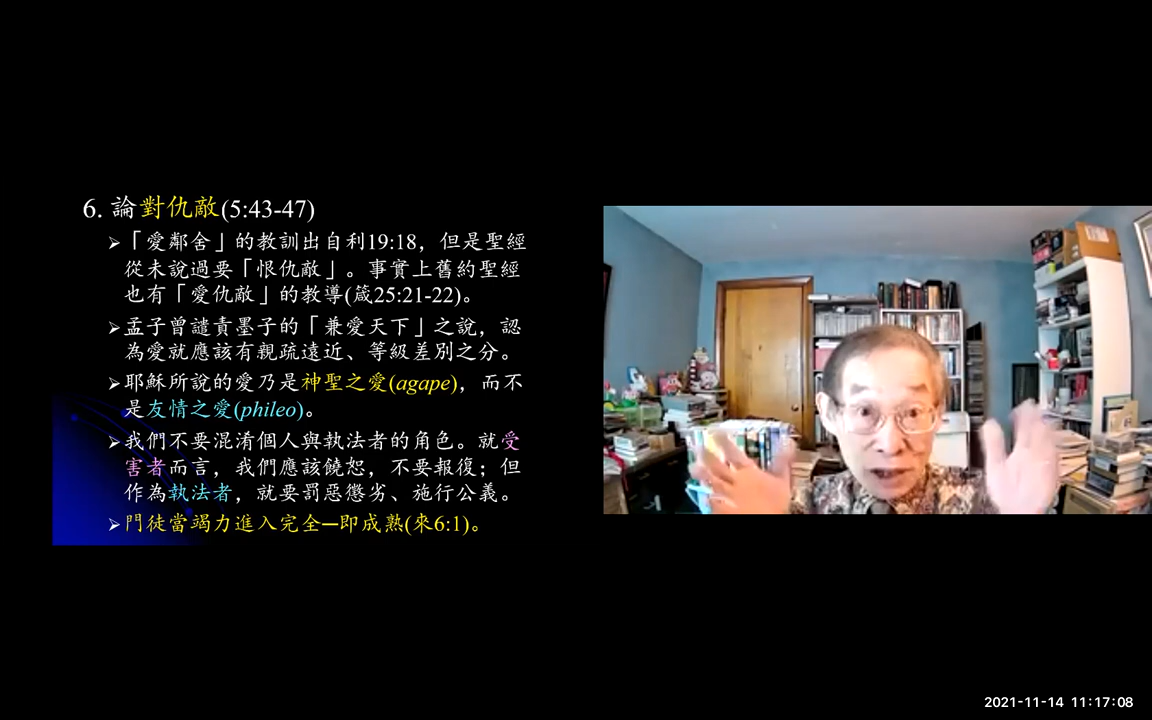 6. 論對仇敵(5:43-47)
➢「愛鄰舍」的教訓出自利19:18，但是聖經
從未說過要「恨仇敵」。事實上舊約聖經
也有「愛仇敵」的教導(箴25:21-22)。
➢孟子曾譴責墨子的「兼愛天下」之說，認
為愛就應該有親疏遠近、等級差別之分。
➢耶穌所說的愛乃是神聖之愛(agape)，而不
是友情之愛(phileo)。
➢我們不要混淆個人與執法者的角色。就受
害者而言，我們應該饒恕，不要報復；但
作為執法者，就要罰惡懲劣、施行公義。
➢門徒當竭力進入完全─即成熟(來6:1)。
2021-11-14 11:17:08